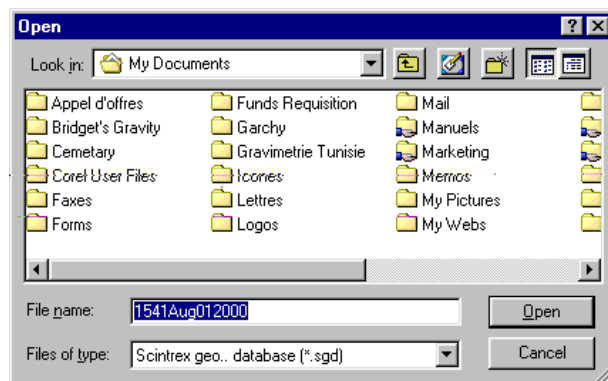 Open
Look in: My Documents
Appel d'offres Funds Requisition Mail
Bridget's Gravity Garchy Manuels
Cemetary Gravimetrie Tunisie Marketing
Corel User Files Icones Memos
Faxes Lettres My Pictures
Forms Logos My Webs
File name: 1541Aug012000 Open
Files of type: Scintrex geo.. database (*.sgd) Cancel